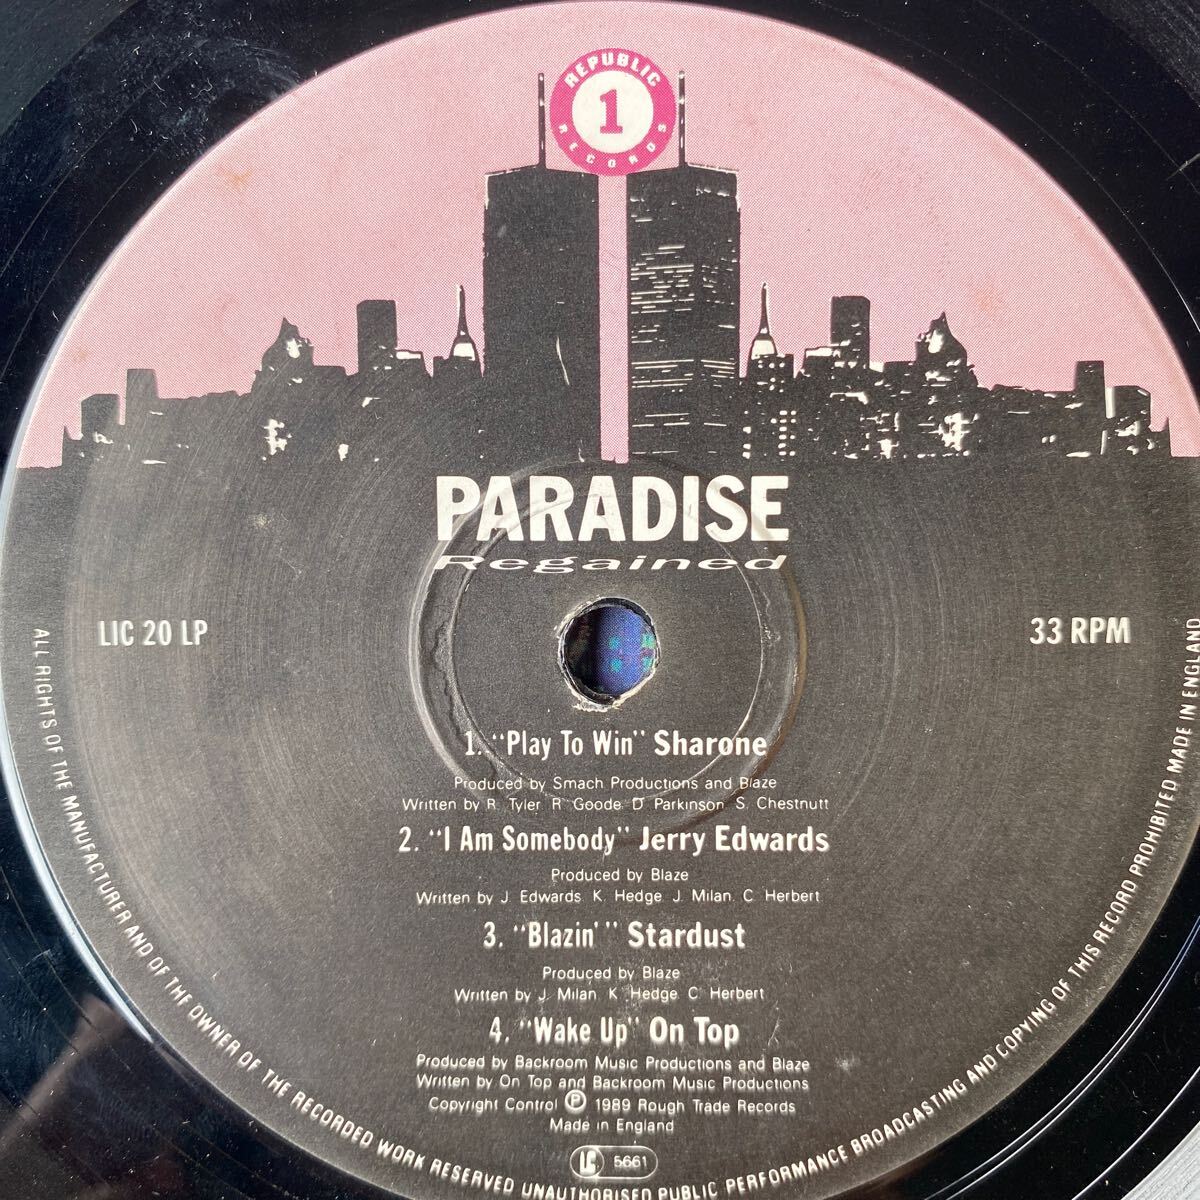 REPUBLIC
1
RECORDS
PARADISE
Regained
LIC 20 LP
33 RPM
1. "Play To Win" Sharone
Produced by Smach Productions and Blaze
Written by R. Tyler R Goode D Parkinson S. Chestnutt
2. "I Am Somebody" Jerry Edwards
Produced by Blaze
Written by J Edwards K Hedge J. Milan C Herbert
3. "Blazin'" Stardust
Produced by Blaze
Written by J. Milan K Hedge C Herbert
4. "Wake Up" On Top
Produced by Backroom Music Productions and Blaze
Written by On Top and Backroom Music Productions
Copyright Control Ⓟ 1989 Rough Trade Records
Made in England
LC 5661
ALL RIGHTS OF THE MANUFACTURER AND OF THE OWNER OF THE RECORDED WORK RESERVED UNAUTHORISED PUBLIC PERFORMANCE BROADCASTING AND COPYING OF THIS RECORD PROHIBITED MADE IN ENGLAND